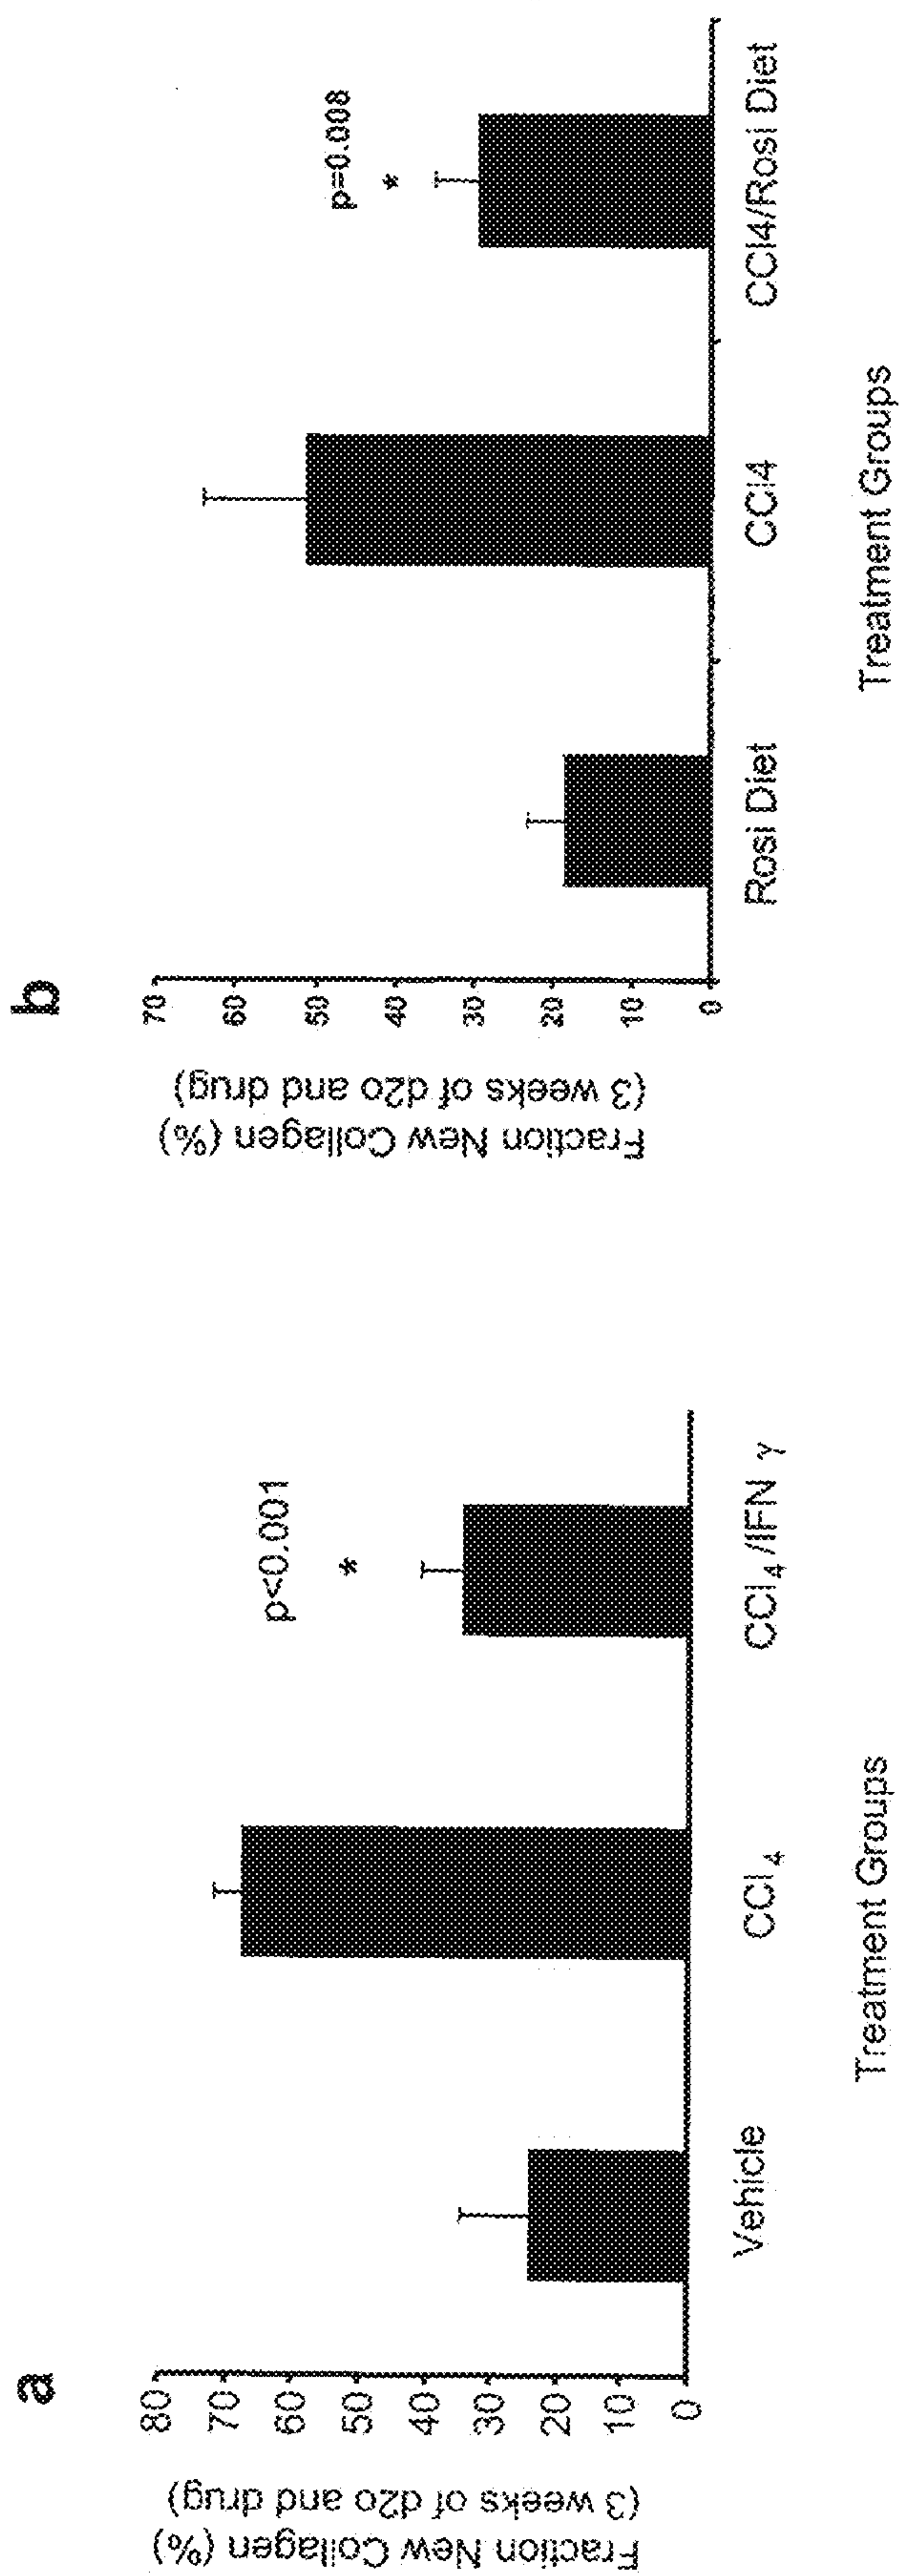 a
Fraction New Collagen (%)
(3 weeks of d2o and drug)
80
70
60
50
40
30
20
10
0
p<0.001
*
Vehicle
CCl₄
CCl₄/IFN γ
Treatment Groups
b
Fraction New Collagen (%)
(3 weeks of d2o and drug)
70
60
50
40
30
20
10
0
p=0.008
*
Rosi Diet
CCl4
CCl4/Rosi Diet
Treatment Groups